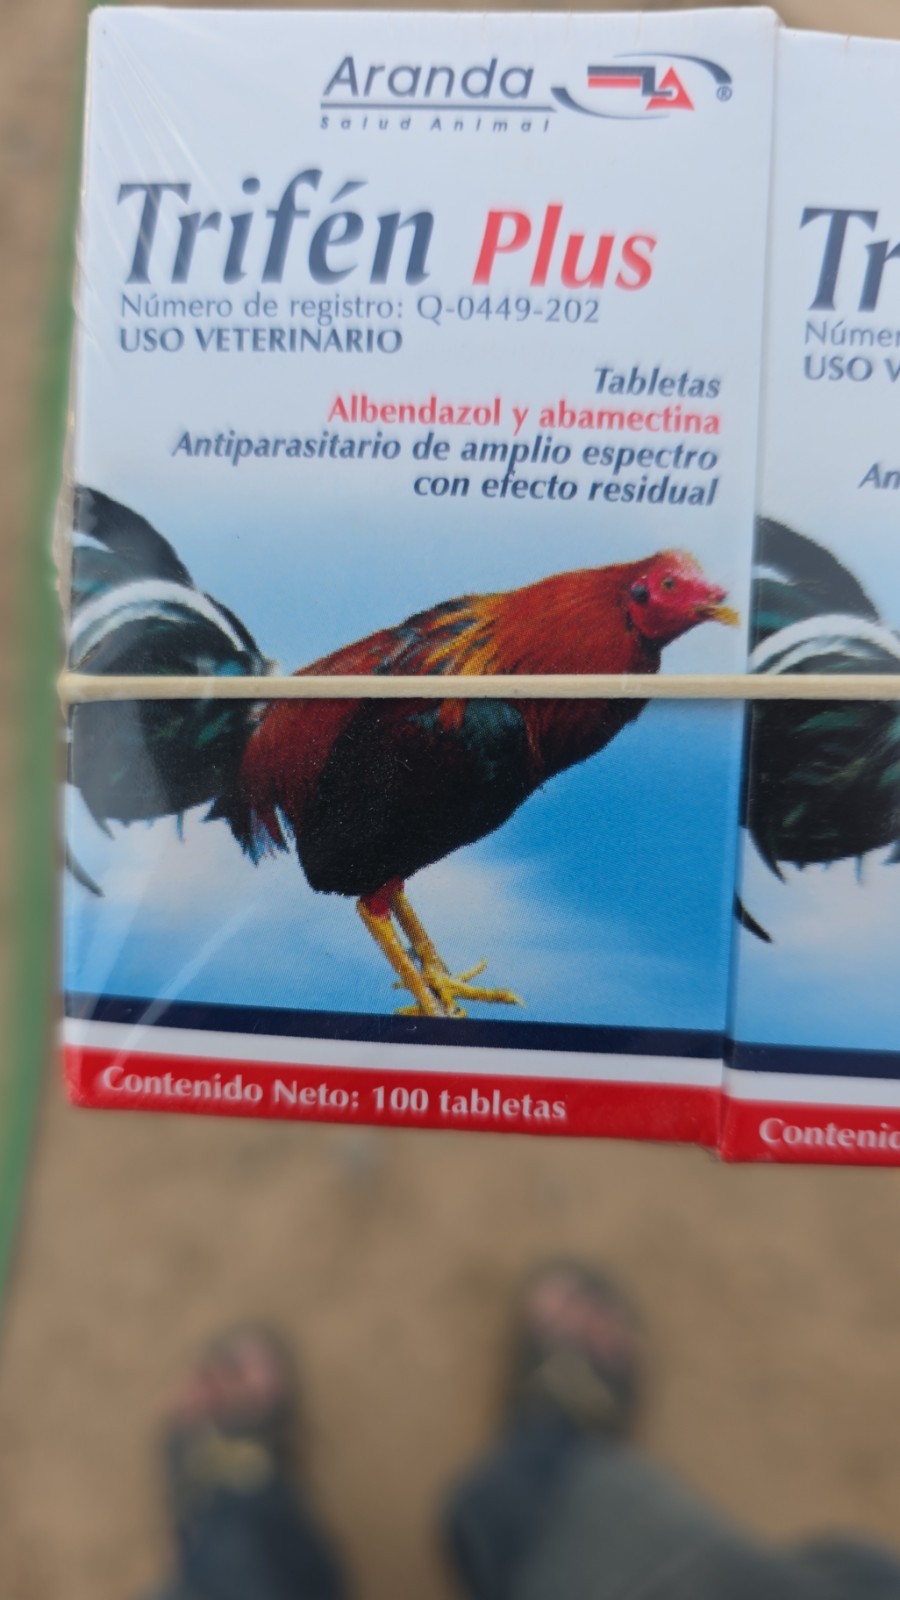 Aranda
Salud Animal
Trifén Plus
Número de registro: Q-0449-202
USO VETERINARIO
Tabletas
Albendazol y abamectina
Antiparasitario de amplio espectro
con efecto residual
Contenido Neto: 100 tabletas
Tr
Númer
USO V
An
Contenid